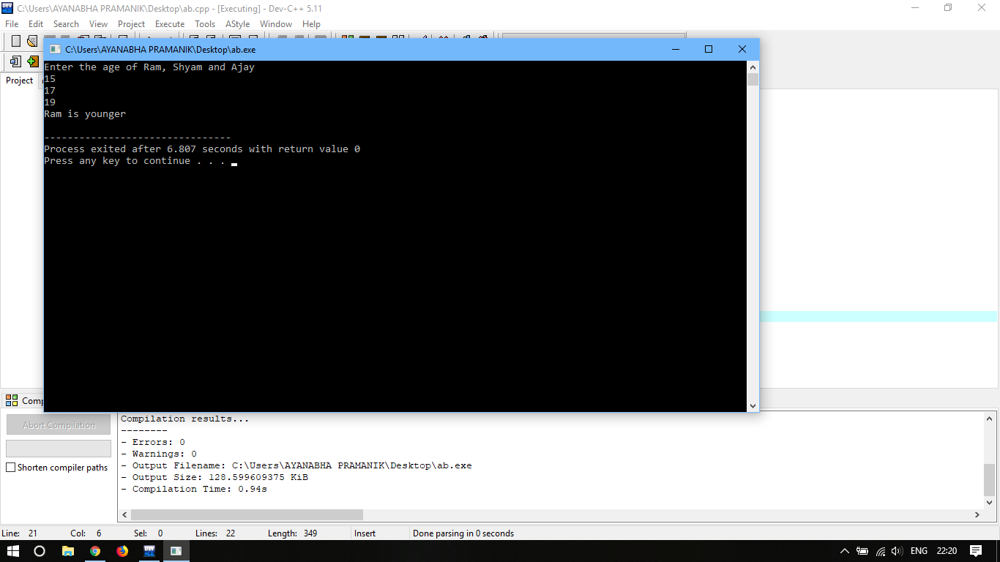 C:\Users\AYANABHA PRAMANIK\Desktop\ab.cpp - [Executing] - Dev-C++ 5.11
File Edit Search View Project Execute Tools AStyle Window Help
C:\Users\AYANABHA PRAMANIK\Desktop\ab.exe
Project
Enter the age of Ram, Shyam and Ajay
15
17
19
Ram is younger
--------------------------------
Process exited after 6.807 seconds with return value 0
Press any key to continue . . .
Abort Compilation
Shorten compiler paths
Compilation results...
--------
- Errors: 0
- Warnings: 0
- Output Filename: C:\Users\AYANABHA PRAMANIK\Desktop\ab.exe
- Output Size: 128.599609375 KiB
- Compilation Time: 0.94s
Line: 21 Col: 6 Sel: 0 Lines: 22 Length: 349 Insert Done parsing in 0 seconds
DEV
ENG 22:20